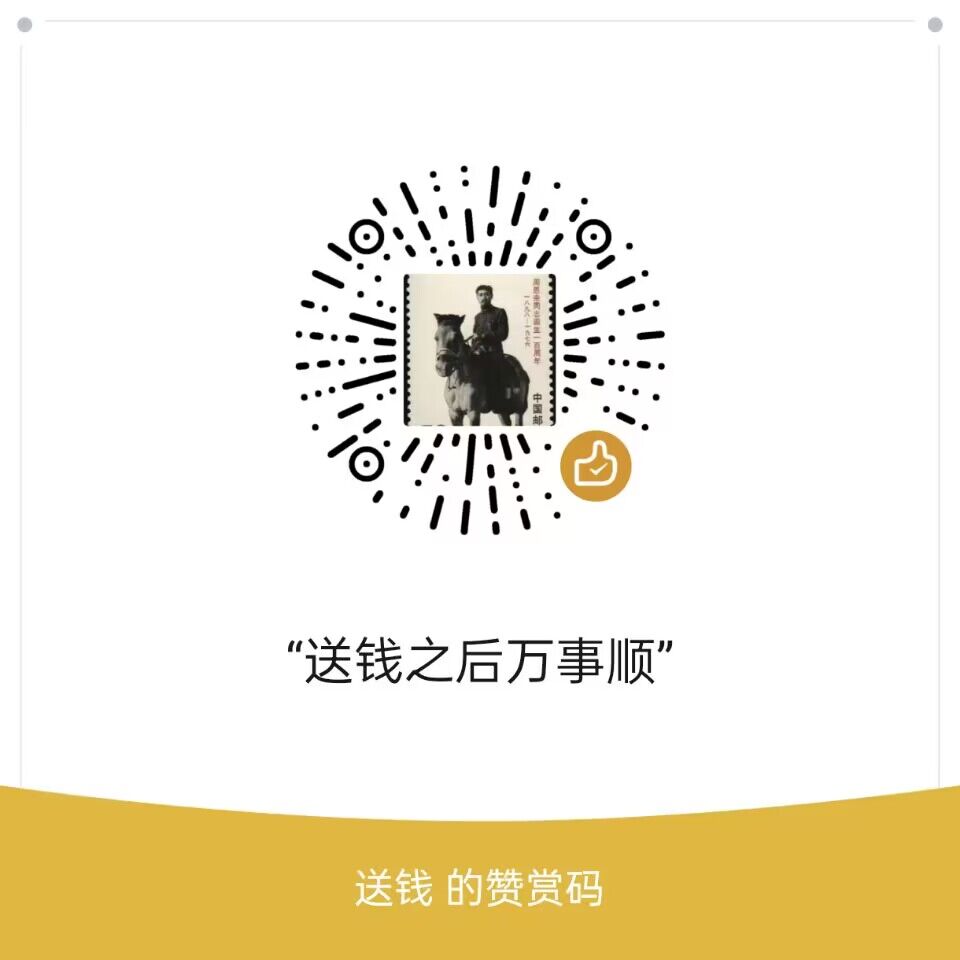 周恩来同志诞生一百周年
一八九八－一九七六
中国邮
“送钱之后万事顺”
送钱 的赞赏码